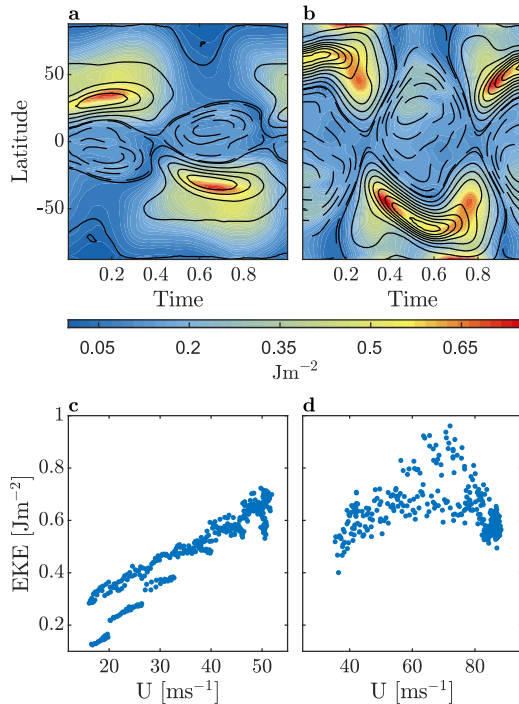 a b
50
0
-50
Latitude
0.2 0.4 0.6 0.8 0.2 0.4 0.6 0.8
Time Time
0.05 0.2 0.35 0.5 0.65
Jm⁻²
c d
1
0.8
0.6
0.4
0.2
EKE [Jm⁻²]
20 30 40 50 40 60 80
U [ms⁻¹] U [ms⁻¹]